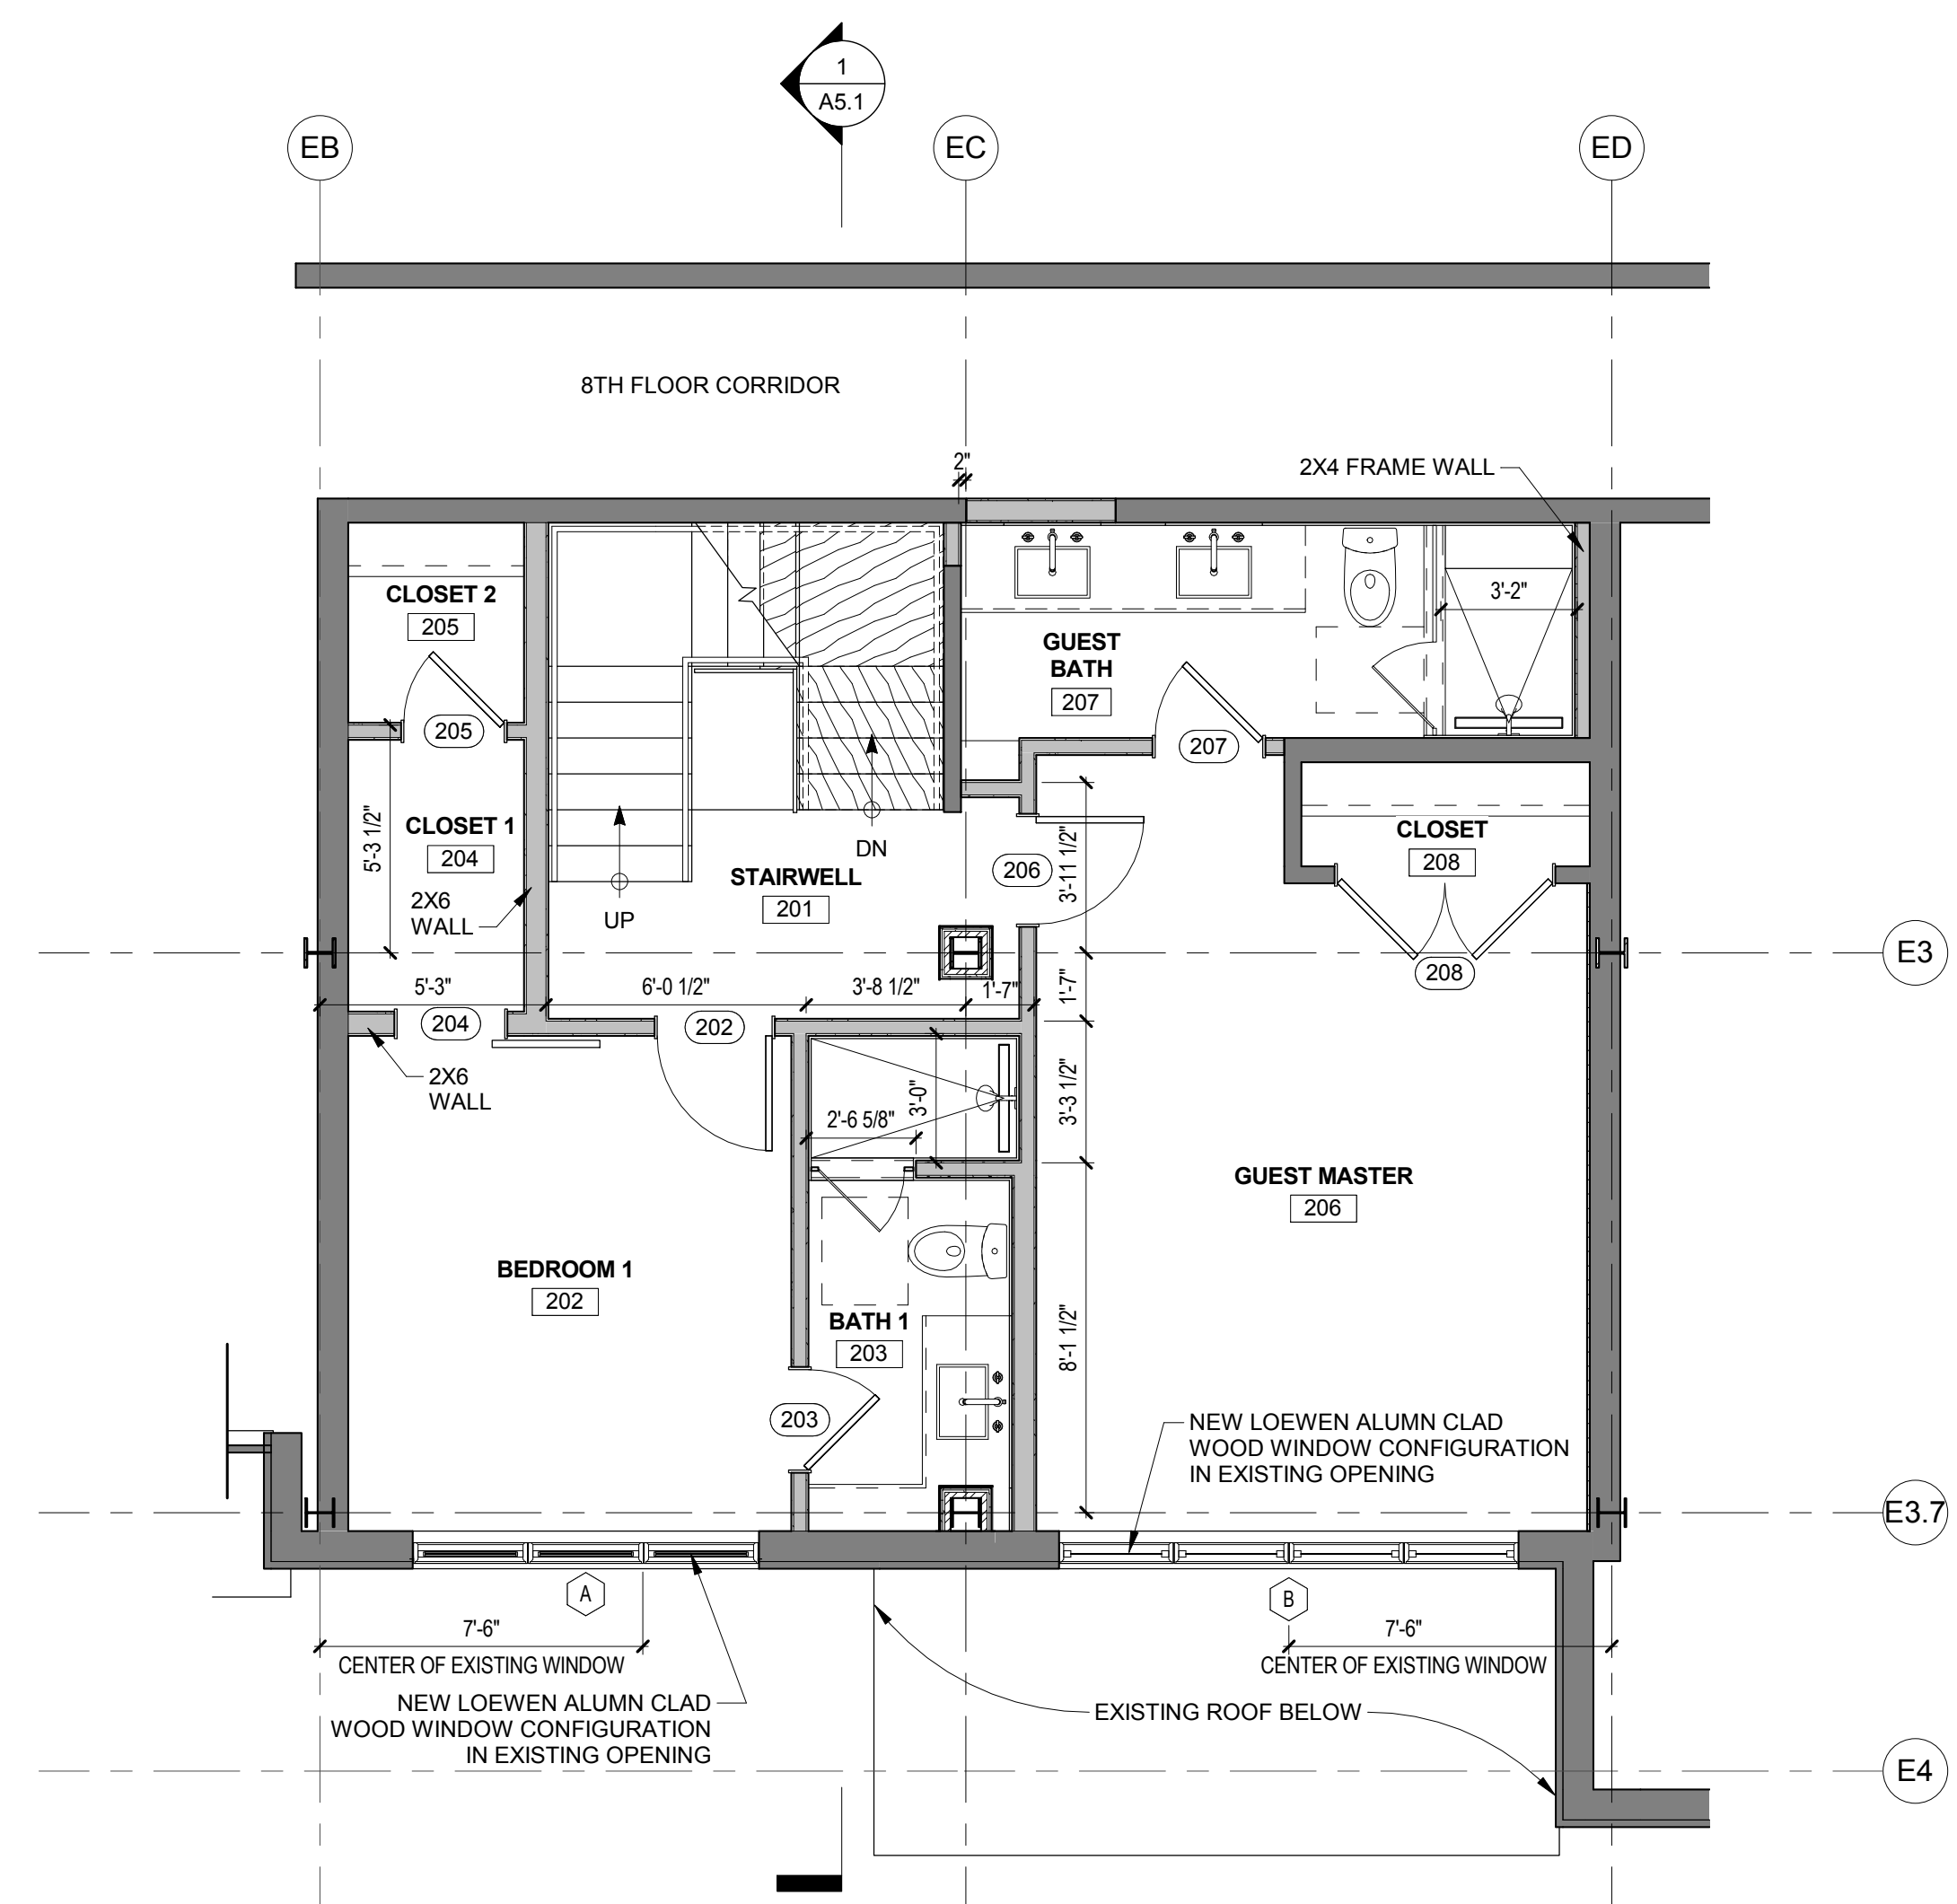 1
A5.1
EB
EC
ED
8TH FLOOR CORRIDOR
2"
2X4 FRAME WALL
CLOSET 2
205
3'-2"
GUEST
BATH
207
205
207
5'-3 1/2"
CLOSET 1
204
2X6
WALL
UP
DN
STAIRWELL
201
206
3'-11 1/2"
CLOSET
208
208
E3
5'-3"
6'-0 1/2"
3'-8 1/2"
1'-7"
1'-7"
204
202
2X6
WALL
2'-6 5/8"
3'-0"
3'-3 1/2"
GUEST MASTER
206
BEDROOM 1
202
BATH 1
203
8'-1 1/2"
203
NEW LOEWEN ALUMN CLAD
WOOD WINDOW CONFIGURATION
IN EXISTING OPENING
E3.7
A
B
7'-6"
CENTER OF EXISTING WINDOW
7'-6"
CENTER OF EXISTING WINDOW
NEW LOEWEN ALUMN CLAD
WOOD WINDOW CONFIGURATION
IN EXISTING OPENING
EXISTING ROOF BELOW
E4